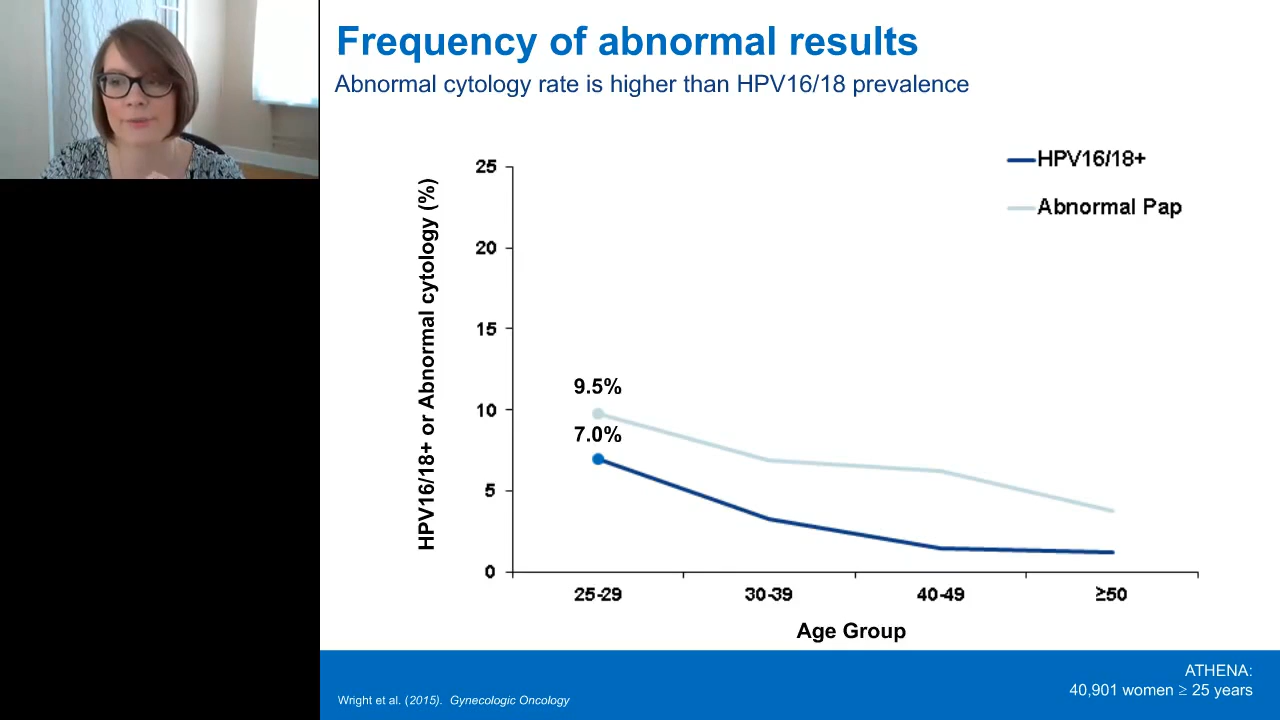 Frequency of abnormal results
Abnormal cytology rate is higher than HPV16/18 prevalence
HPV16/18+
Abnormal Pap
HPV16/18+ or Abnormal cytology (%)
25
20
15
10
5
0
9.5%
7.0%
25-29 30-39 40-49 ≥50
Age Group
Wright et al. (2015). Gynecologic Oncology
ATHENA:
40,901 women ≥ 25 years